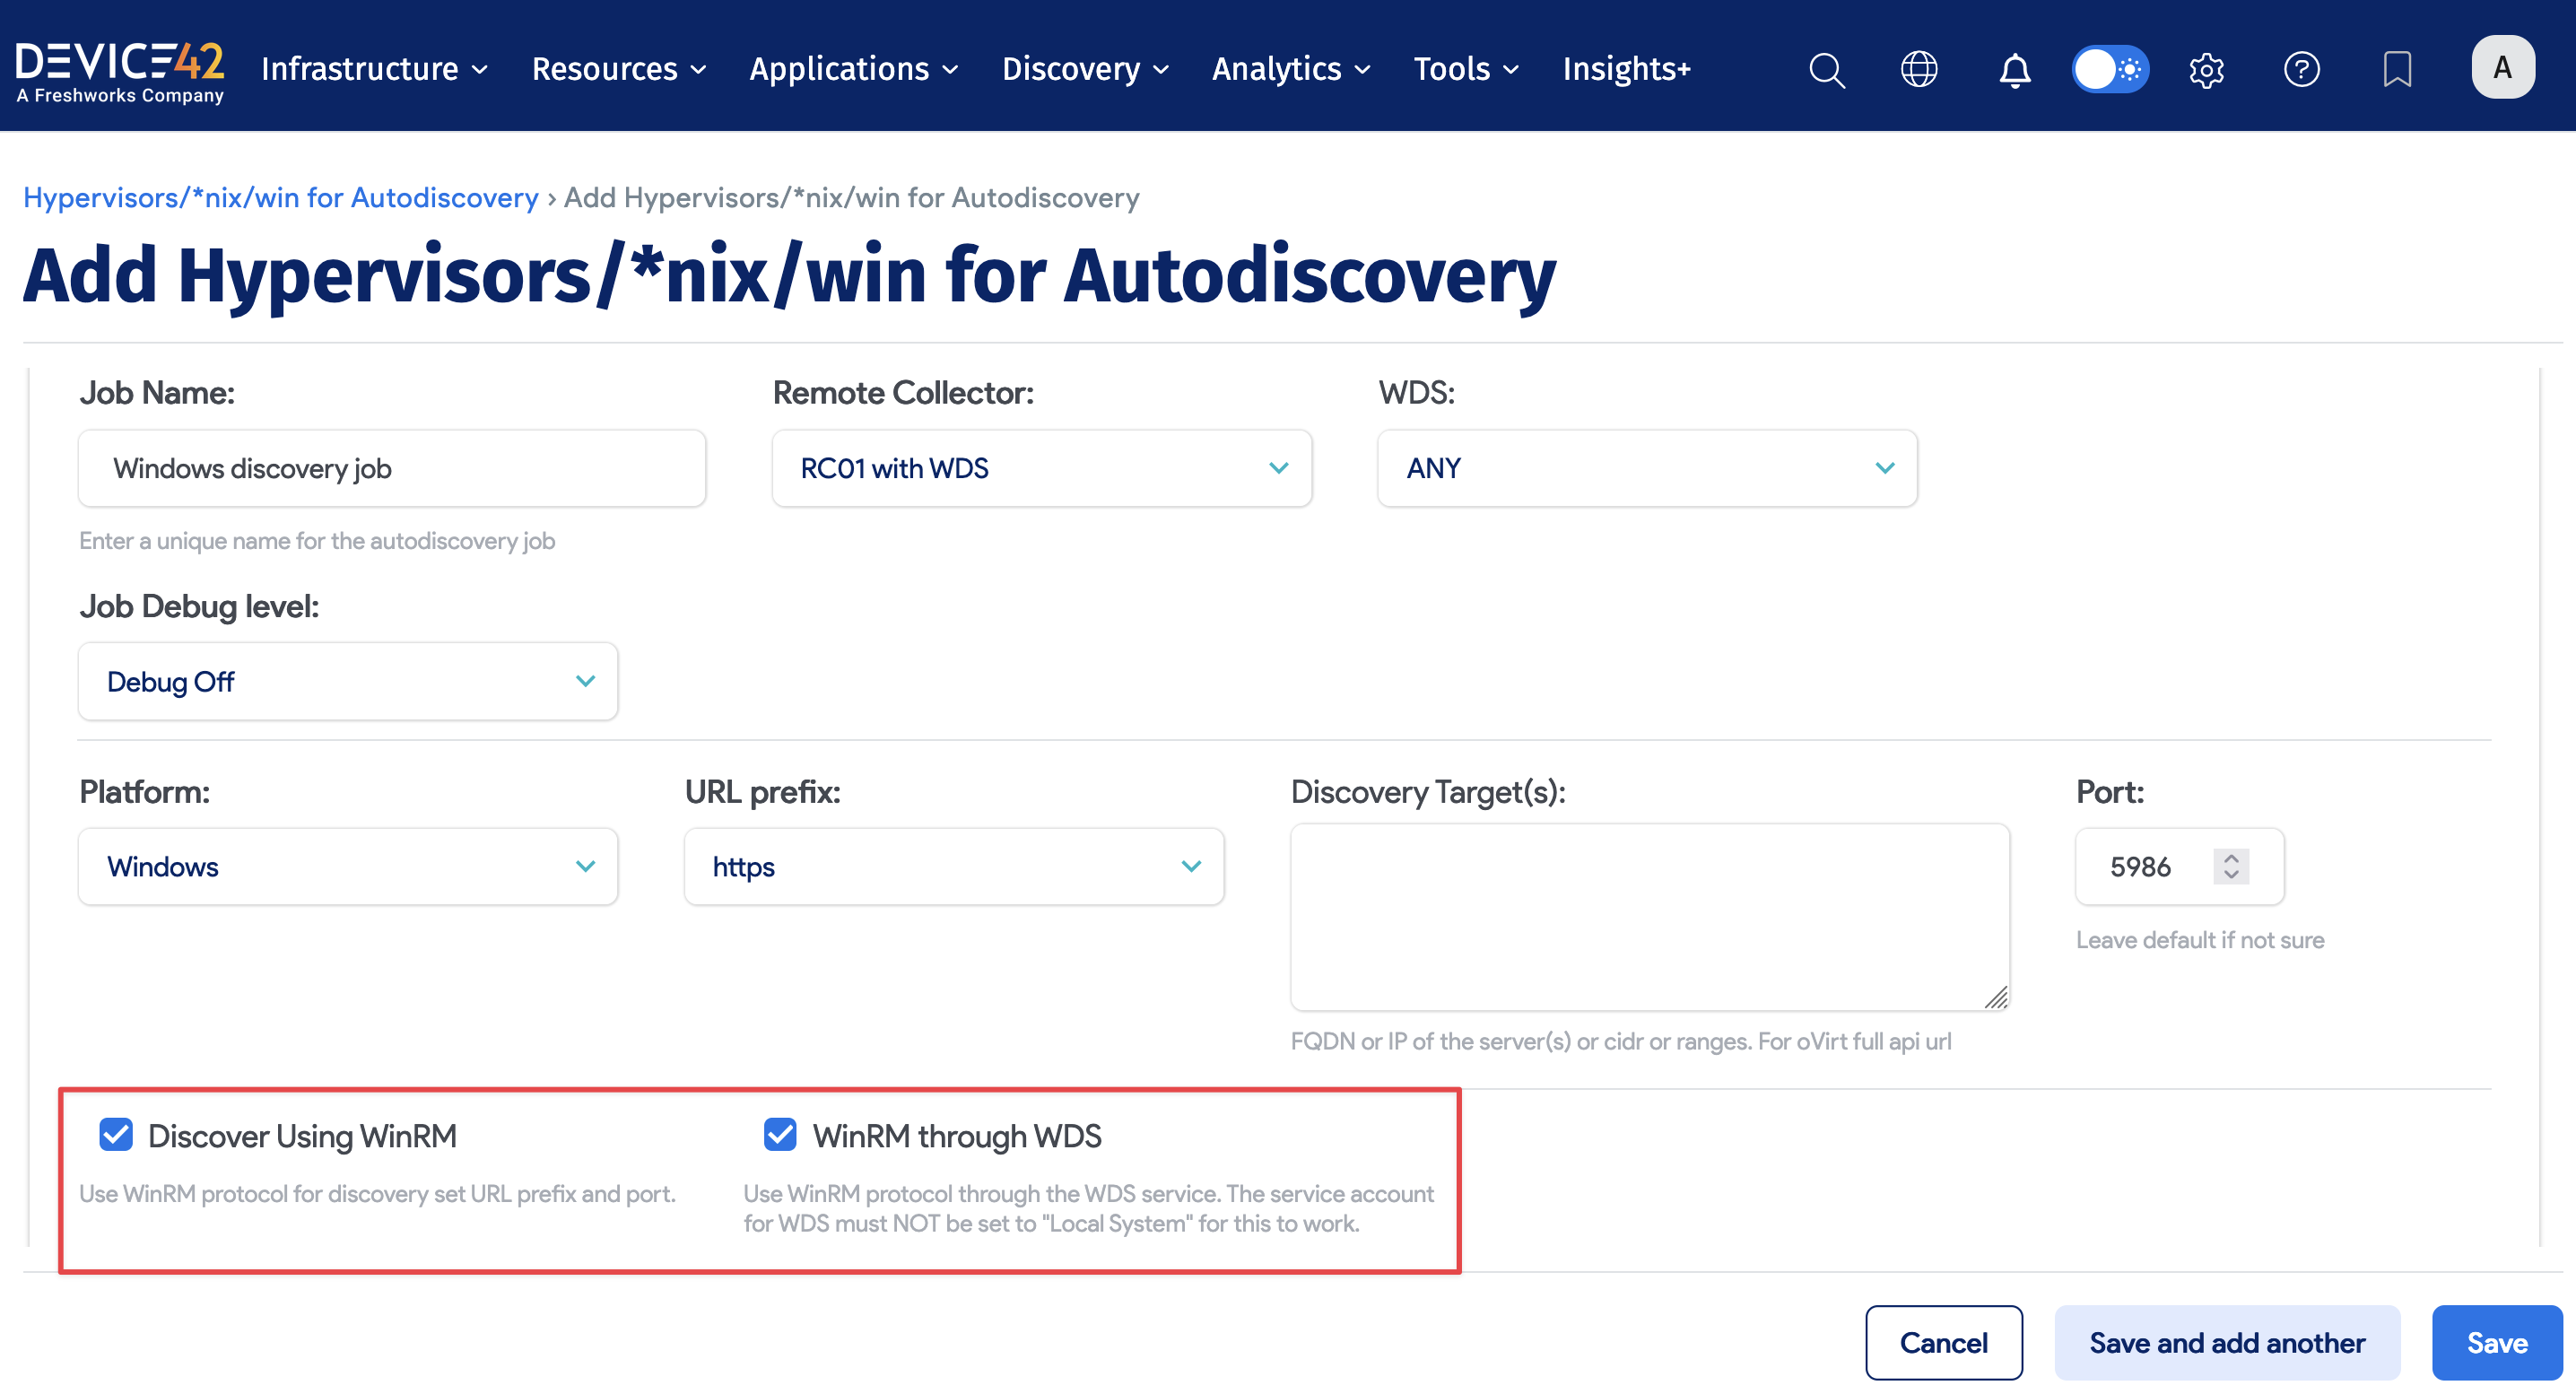 DEVICE42
A Freshworks Company
Infrastructure
Resources
Applications
Discovery
Analytics
Tools
Insights+
A
Hypervisors/*nix/win for Autodiscovery › Add Hypervisors/*nix/win for Autodiscovery
Add Hypervisors/*nix/win for Autodiscovery
Job Name:
Remote Collector:
WDS:
Windows discovery job
RC01 with WDS
ANY
Enter a unique name for the autodiscovery job
Job Debug level:
Debug Off
Platform:
URL prefix:
Discovery Target(s):
Port:
Windows
https
5986
Leave default if not sure
FQDN or IP of the server(s) or cidr or ranges. For oVirt full api url
Discover Using WinRM
WinRM through WDS
Use WinRM protocol for discovery set URL prefix and port.
Use WinRM protocol through the WDS service. The service account
for WDS must NOT be set to "Local System" for this to work.
Cancel
Save and add another
Save